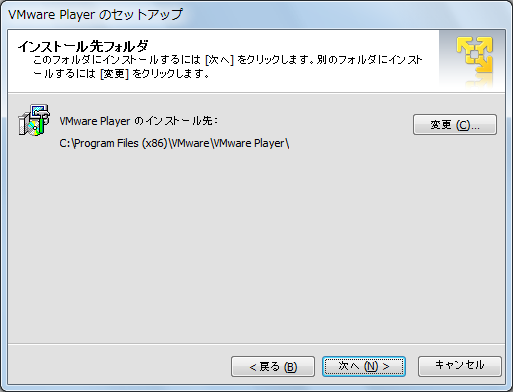 VMware Player のセットアップ
インストール先フォルダ
このフォルダにインストールするには [次へ] をクリックします。別のフォルダにインスト
ールするには [変更] をクリックします。
VMware Player のインストール先:
変更 (C)...
C:\Program Files (x86)\VMware\VMware Player\
< 戻る (B)
次へ (N) >
キャンセル